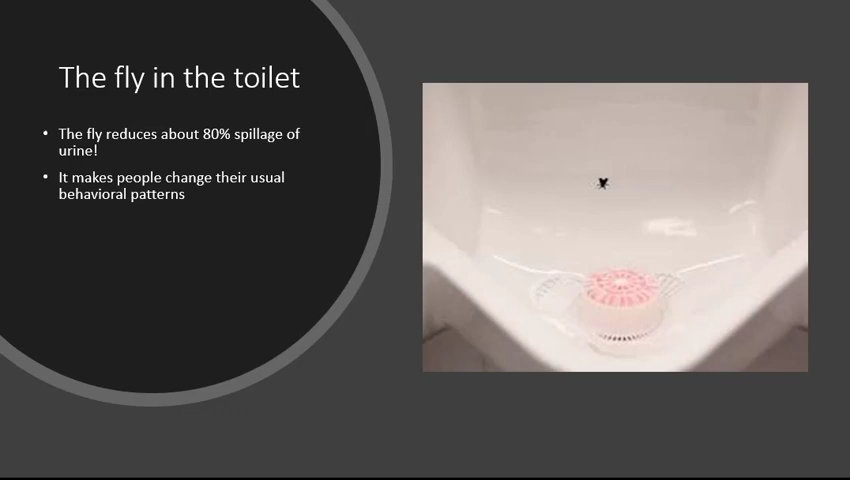 The fly in the toilet
• The fly reduces about 80% spillage of
urine!
• It makes people change their usual
behavioral patterns